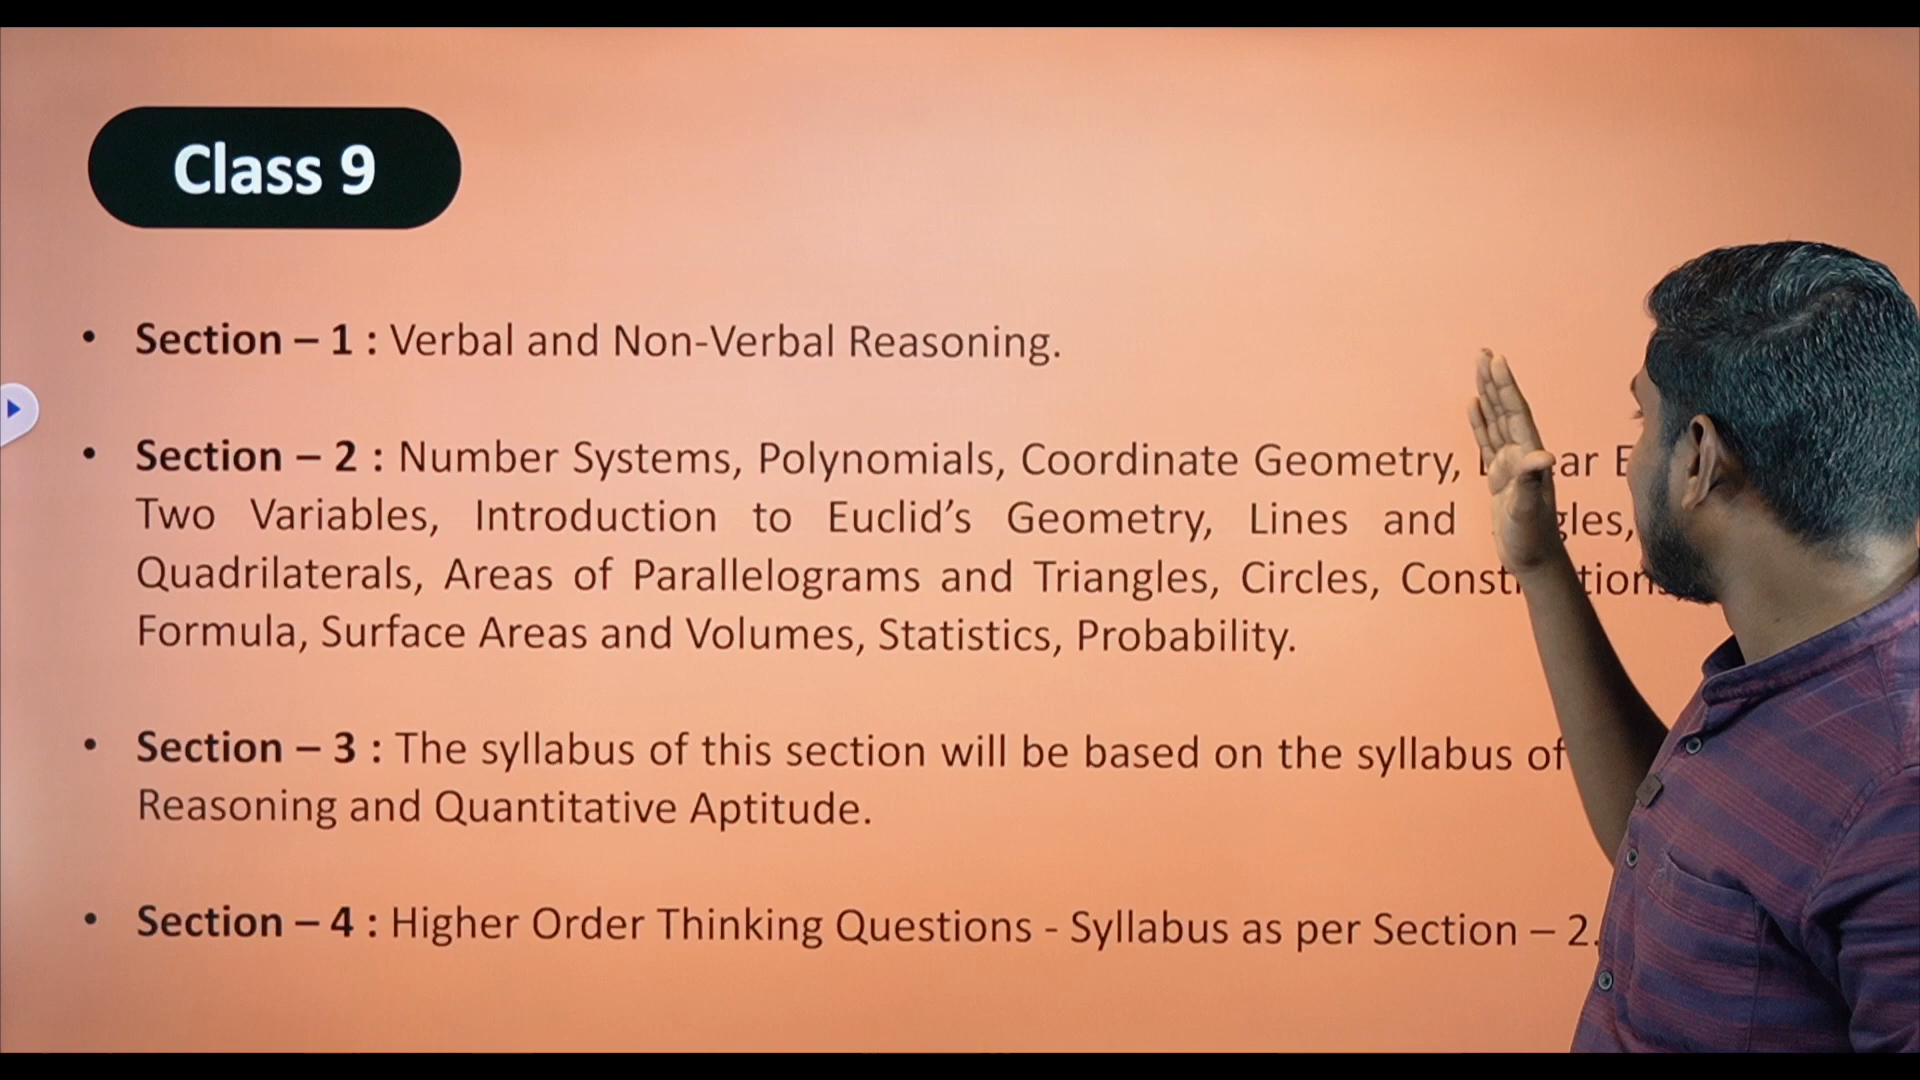 Class 9
• Section – 1 : Verbal and Non-Verbal Reasoning.
• Section – 2 : Number Systems, Polynomials, Coordinate Geometry,
Two Variables, Introduction to Euclid's Geometry, Lines and
Quadrilaterals, Areas of Parallelograms and Triangles, Circles,
Formula, Surface Areas and Volumes, Statistics, Probability.
• Section – 3 : The syllabus of this section will be based on the syllabus of
Reasoning and Quantitative Aptitude.
• Section – 4 : Higher Order Thinking Questions - Syllabus as per Section – 2.